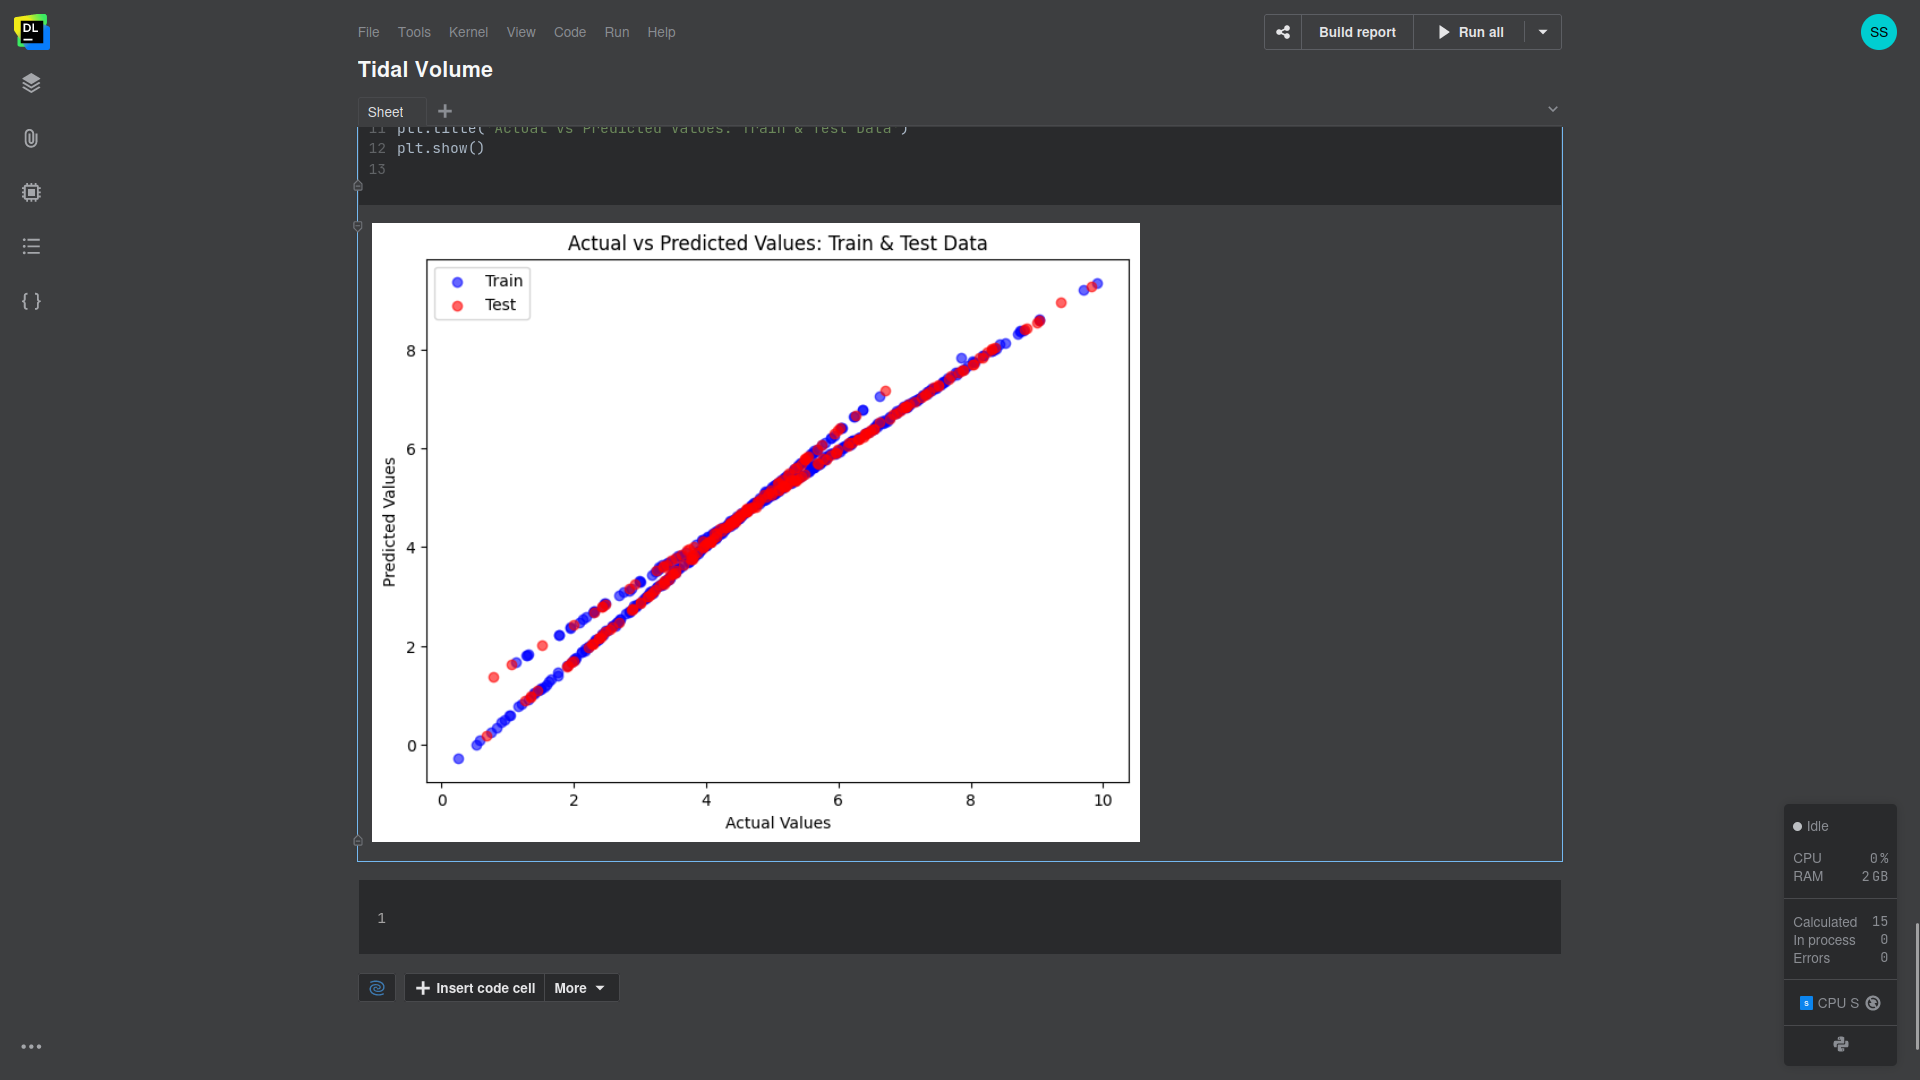 DL
File Tools Kernel View Code Run Help
Build report
Run all
SS
Tidal Volume
Sheet
11 plt.title('Actual vs Predicted Values: Train & Test Data')
12 plt.show()
13
Actual vs Predicted Values: Train & Test Data
Train
Test
8
6
4
2
0
Predicted Values
0 2 4 6 8 10
Actual Values
1
Insert code cell
More
Idle
CPU 0%
RAM 2GB
Calculated 15
In process 0
Errors 0
s CPU S